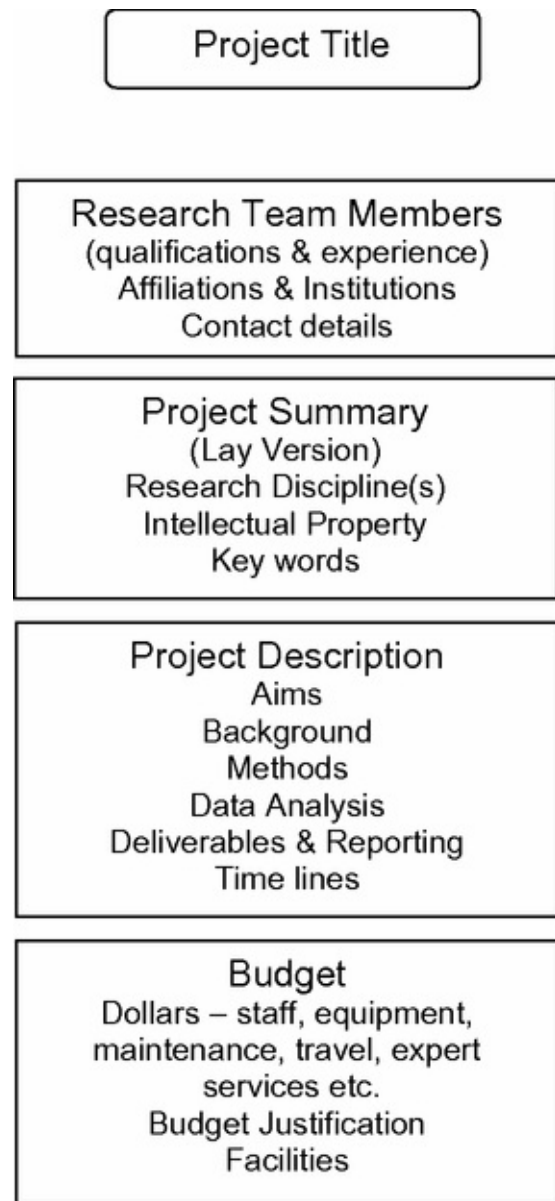 Project Title
Research Team Members
(qualifications & experience)
Affiliations & Institutions
Contact details
Project Summary
(Lay Version)
Research Discipline(s)
Intellectual Property
Key words
Project Description
Aims
Background
Methods
Data Analysis
Deliverables & Reporting
Time lines
Budget
Dollars – staff, equipment,
maintenance, travel, expert
services etc.
Budget Justification
Facilities